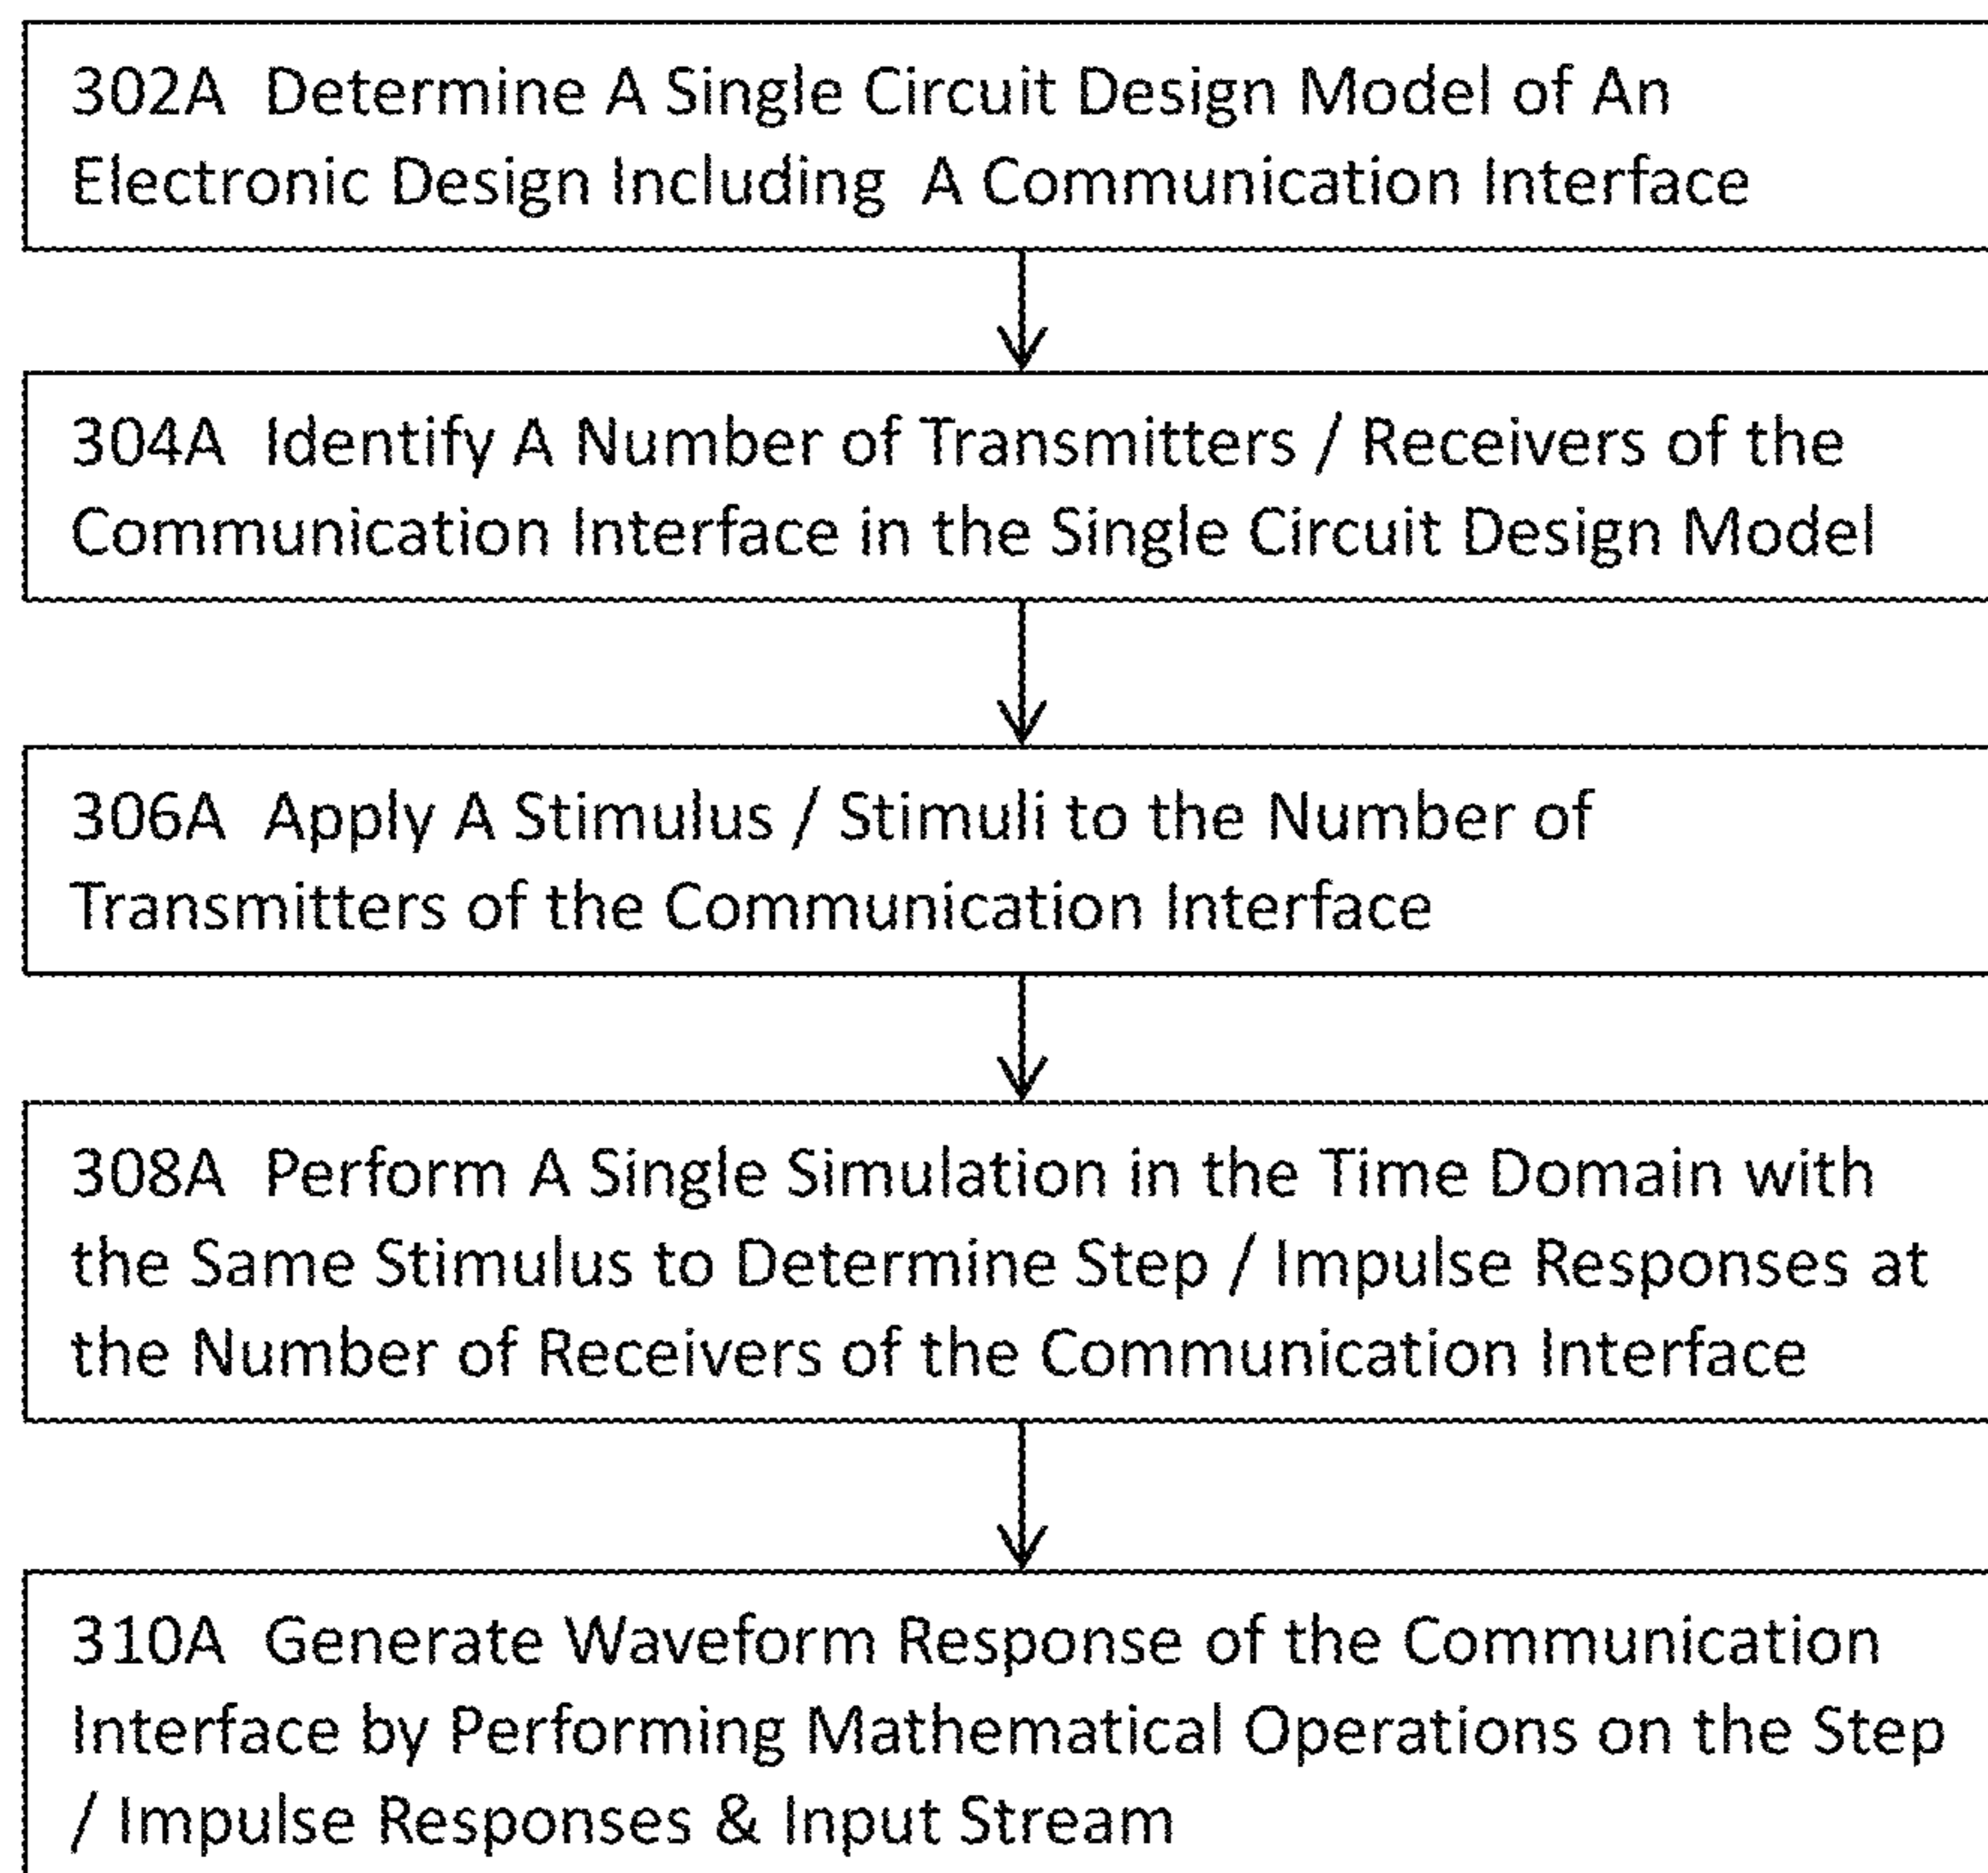 302A Determine A Single Circuit Design Model of An
Electronic Design Including A Communication Interface
304A Identify A Number of Transmitters / Receivers of the
Communication Interface in the Single Circuit Design Model
306A Apply A Stimulus / Stimuli to the Number of
Transmitters of the Communication Interface
308A Perform A Single Simulation in the Time Domain with
the Same Stimulus to Determine Step / Impulse Responses at
the Number of Receivers of the Communication Interface
310A Generate Waveform Response of the Communication
Interface by Performing Mathematical Operations on the Step
/ Impulse Responses & Input Stream